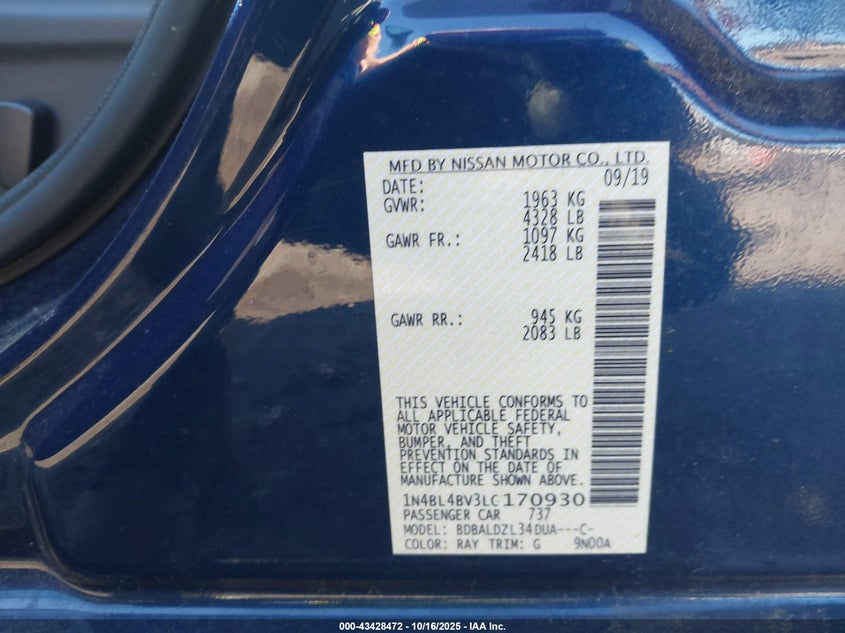 MFD BY NISSAN MOTOR CO., LTD.
DATE: 09/19
GVWR: 1963 KG
4328 LB
GAWR FR.: 1097 KG
2418 LB
GAWR RR.: 945 KG
2083 LB
THIS VEHICLE CONFORMS TO
ALL APPLICABLE FEDERAL
MOTOR VEHICLE SAFETY,
BUMPER, AND THEFT
PREVENTION STANDARDS IN
EFFECT ON THE DATE OF
MANUFACTURE SHOWN ABOVE.
1N4BL4BV3LC170930
PASSENGER CAR 737
MODEL: BDBALDZL34DUA---C-
COLOR: RAY TRIM: G 9N00A
000-43428472 - 10/16/2025 - IAA Inc.